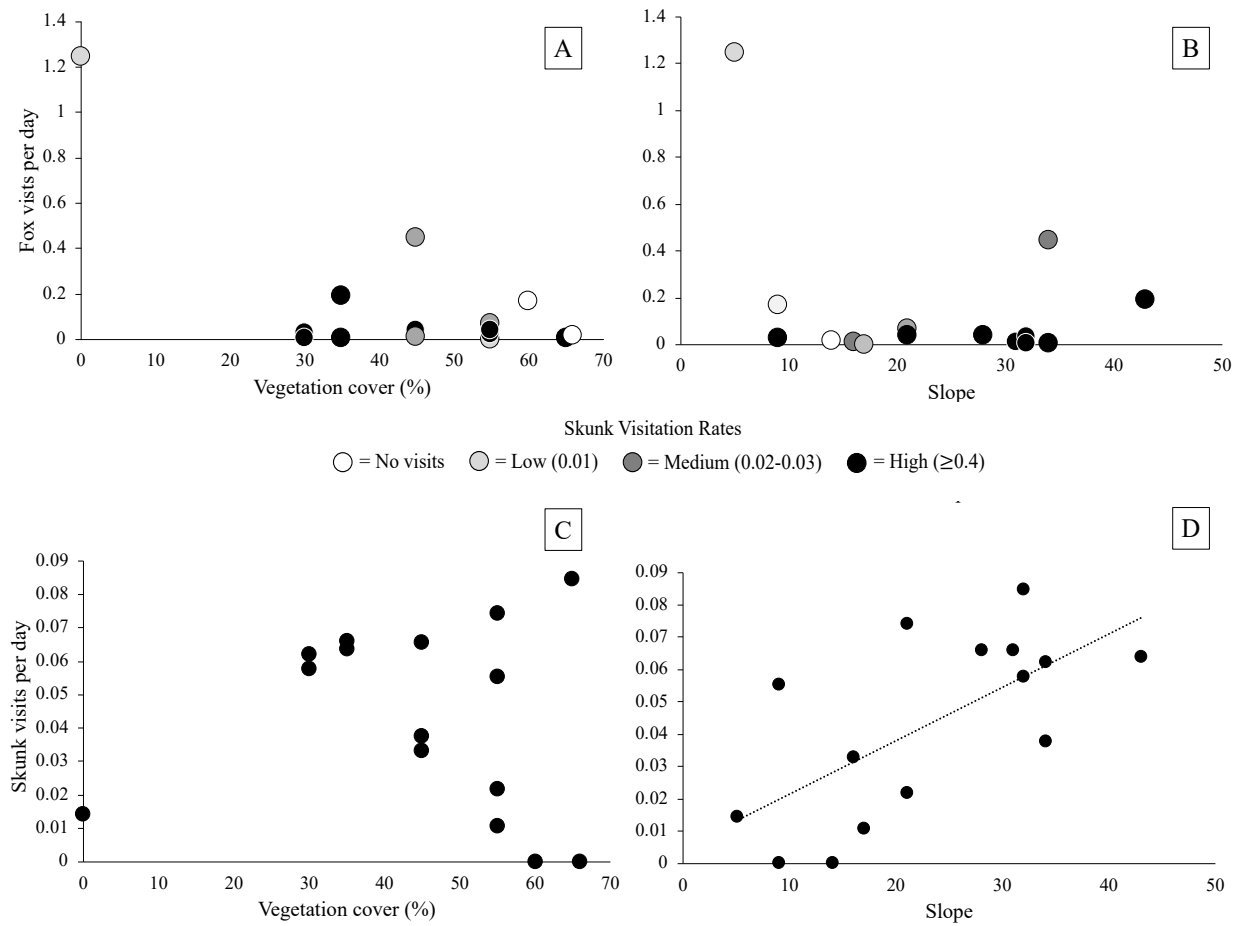 A
1.4
1.2
1
0.8
0.6
0.4
0.2
0
Fox vists per day
0 10 20 30 40 50 60 70
Vegetation cover (%)
B
1.4
1.2
1
0.8
0.6
0.4
0.2
0
0 10 20 30 40 50
Slope
Skunk Visitation Rates
= No visits = Low (0.01) = Medium (0.02-0.03) = High (≥0.4)
C
0.09
0.08
0.07
0.06
0.05
0.04
0.03
0.02
0.01
0
Skunk visits per day
0 10 20 30 40 50 60 70
Vegetation cover (%)
D
0.09
0.08
0.07
0.06
0.05
0.04
0.03
0.02
0.01
0
0 10 20 30 40 50
Slope